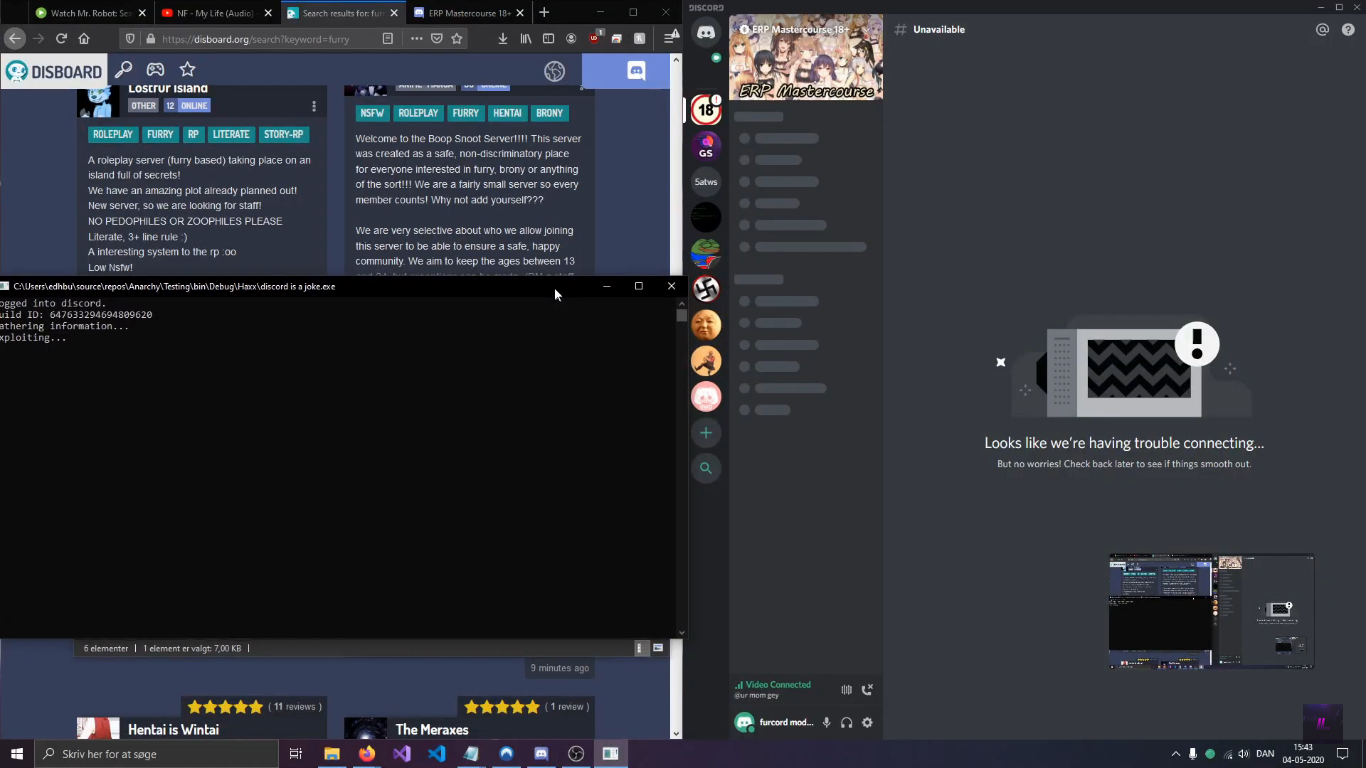 Watch Mr. Robot: Se
NF - My Life (Audio)
Search results for: furr
ERP Mastercourse 18+
https://disboard.org/search?keyword=furry
DISBOARD
Lostfur Island
OTHER 12 ONLINE
ROLEPLAY FURRY RP LITERATE STORY-RP
A roleplay server (furry based) taking place on an
island full of secrets!
We have an amazing plot already planned out!
New server, so we are looking for staff!
NO PEDOPHILES OR ZOOPHILES PLEASE
Literate, 3+ line rule :)
A interesting system to the rp :oo
Low Nsfw!
ONLINE
NSFW ROLEPLAY FURRY HENTAI BRONY
Welcome to the Boop Snoot Server!!!! This server
was created as a safe, non-discriminatory place
for everyone interested in furry, brony or anything
of the sort!!! We are a fairly small server so every
member counts! Why not add yourself???
We are very selective about who we allow joining
this server to be able to ensure a safe, happy
community. We aim to keep the ages between 13
C:\Users\edhbu\source\repos\Anarchy\Testing\bin\Debug\Haxx\discord is a joke.exe
ogged into discord.
uild ID: 647633294694809620
athering information...
xploiting...
6 elementer
1 element er valgt: 7,00 KB
9 minutes ago
( 11 reviews )
Hentai is Wintai
( 1 review )
The Meraxes
DISCORD
ERP Mastercourse 18+
ERP Mastercourse
# Unavailable
18
GS
5atws
Looks like we're having trouble connecting...
But no worries! Check back later to see if things smooth out.
Video Connected
@ur mom gey
furcord mod...
Skriv her for at søge
DAN
15:43
04-05-2020